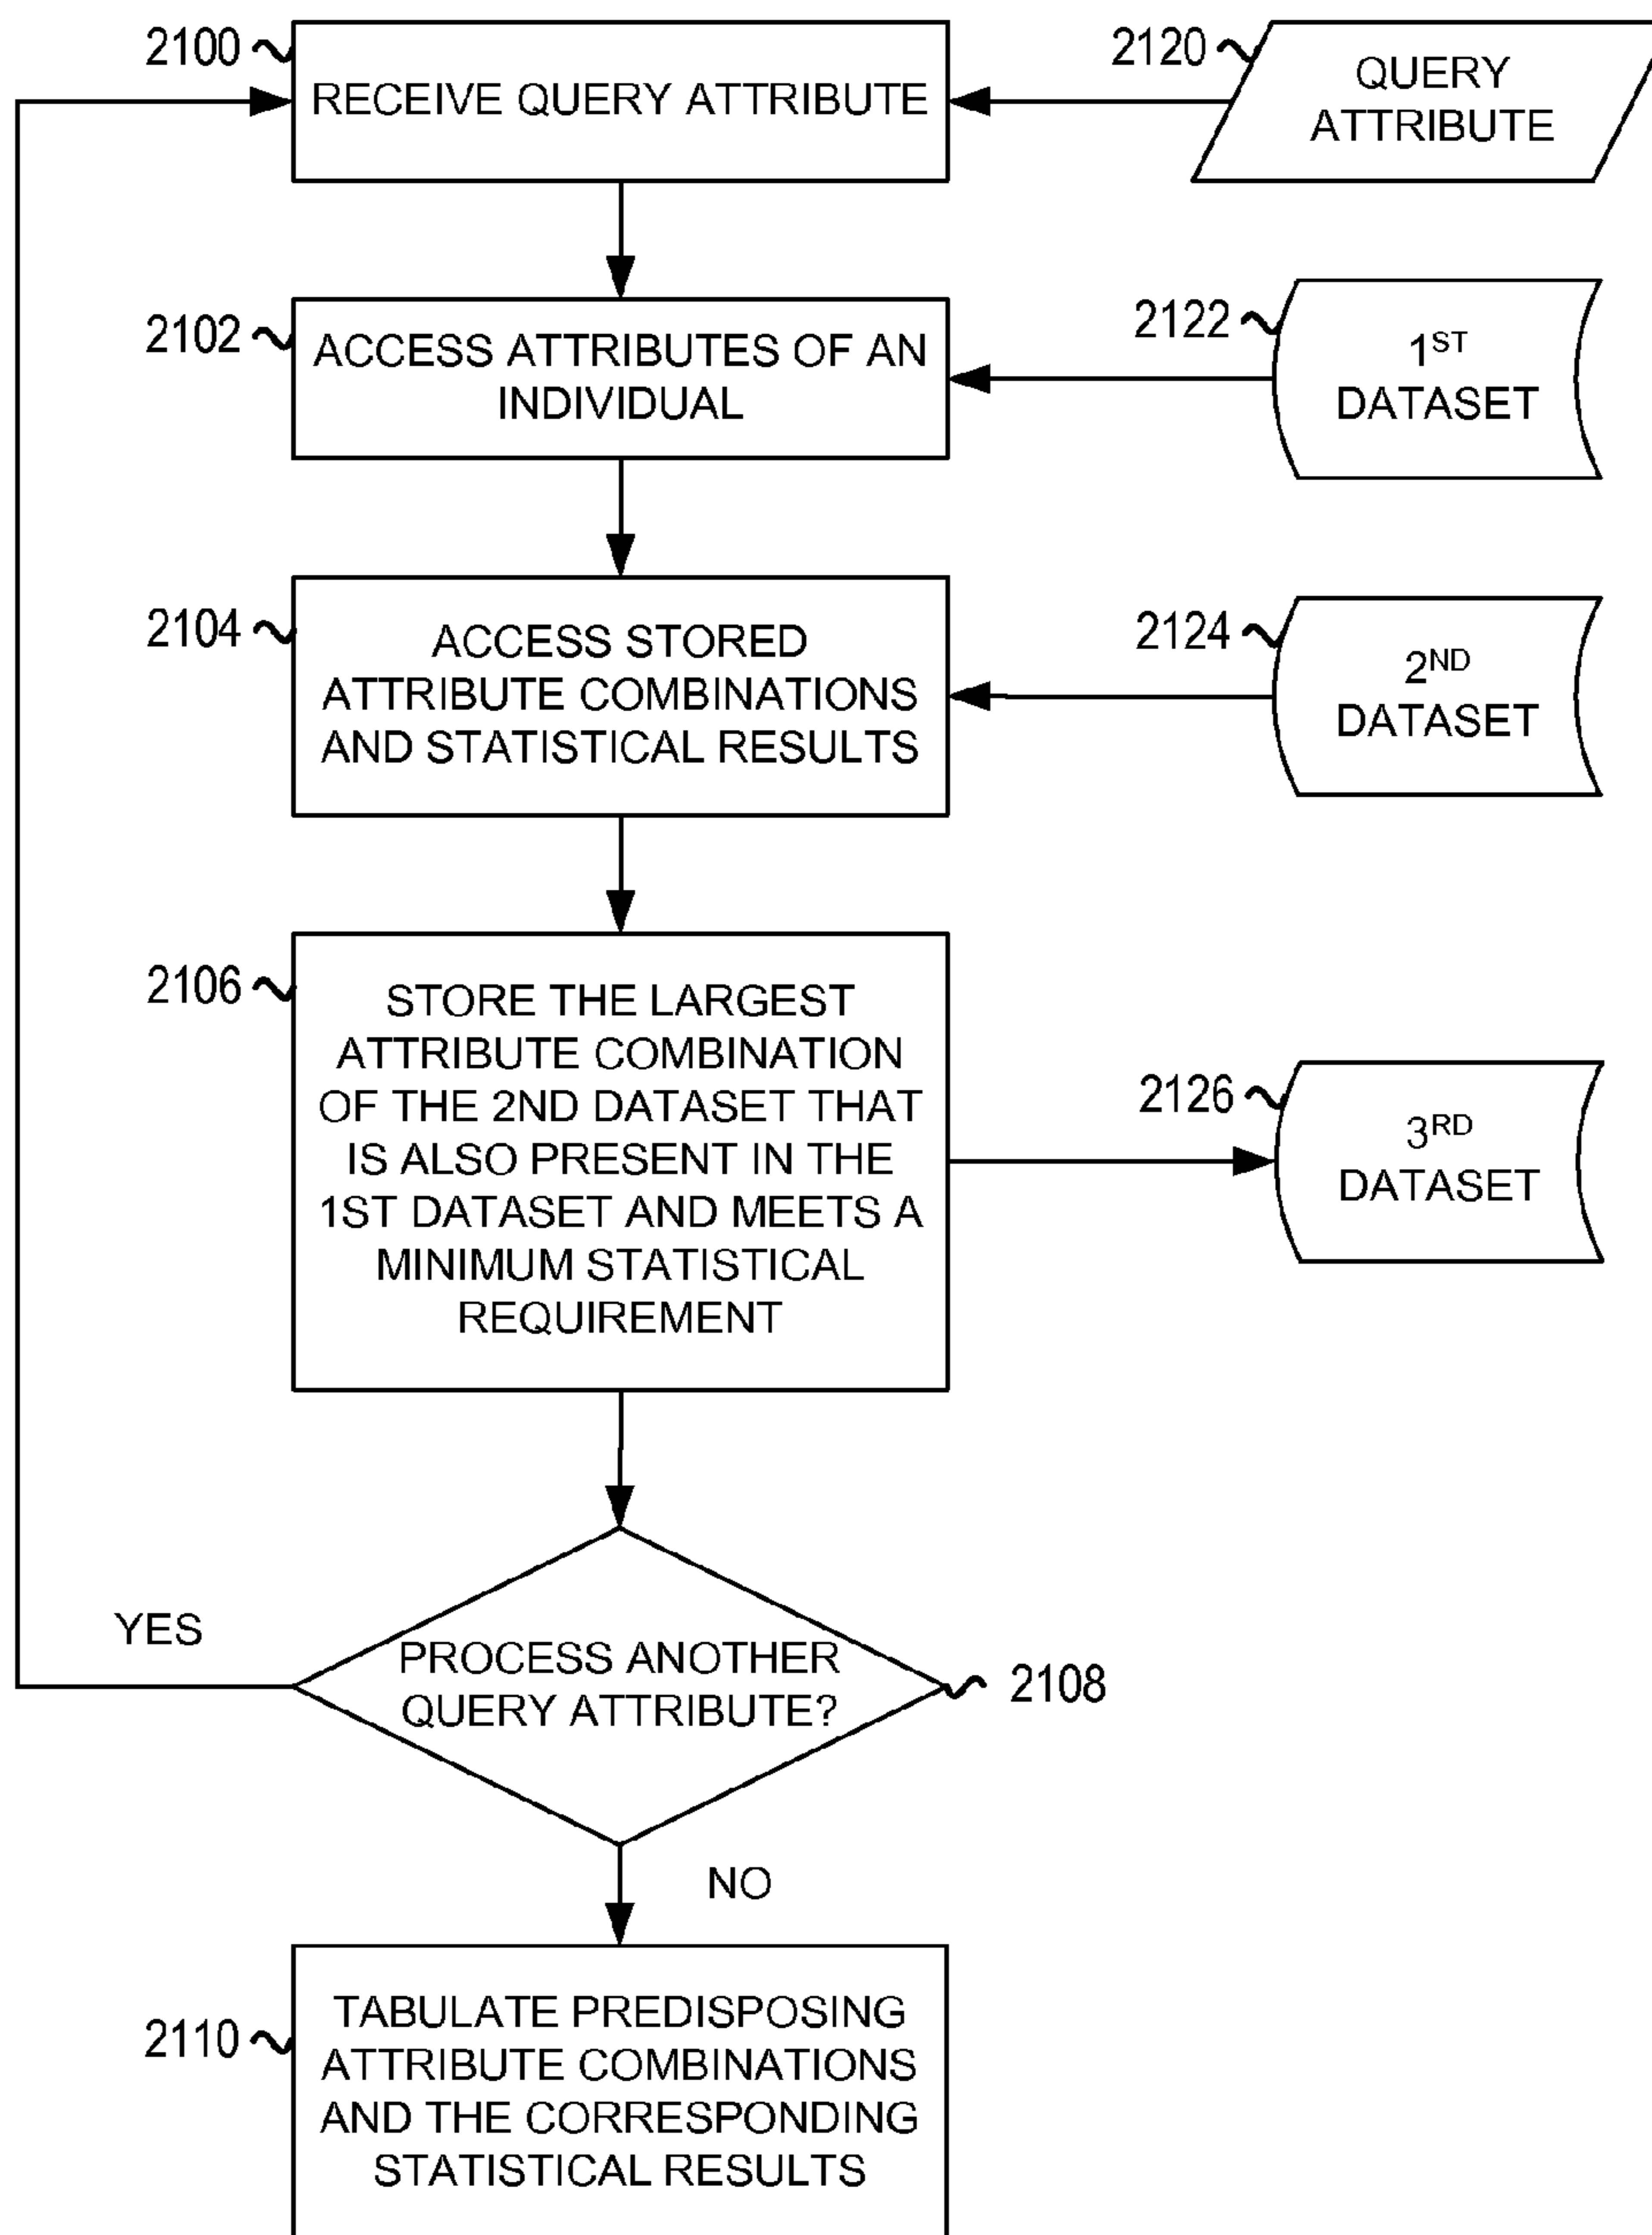 2100
RECEIVE QUERY ATTRIBUTE
2120
QUERY
ATTRIBUTE
2102
ACCESS ATTRIBUTES OF AN
INDIVIDUAL
2122
1ST
DATASET
2104
ACCESS STORED
ATTRIBUTE COMBINATIONS
AND STATISTICAL RESULTS
2124
2ND
DATASET
2106
STORE THE LARGEST
ATTRIBUTE COMBINATION
OF THE 2ND DATASET THAT
IS ALSO PRESENT IN THE
1ST DATASET AND MEETS A
MINIMUM STATISTICAL
REQUIREMENT
2126
3RD
DATASET
YES
PROCESS ANOTHER
QUERY ATTRIBUTE?
2108
NO
2110
TABULATE PREDISPOSING
ATTRIBUTE COMBINATIONS
AND THE CORRESPONDING
STATISTICAL RESULTS